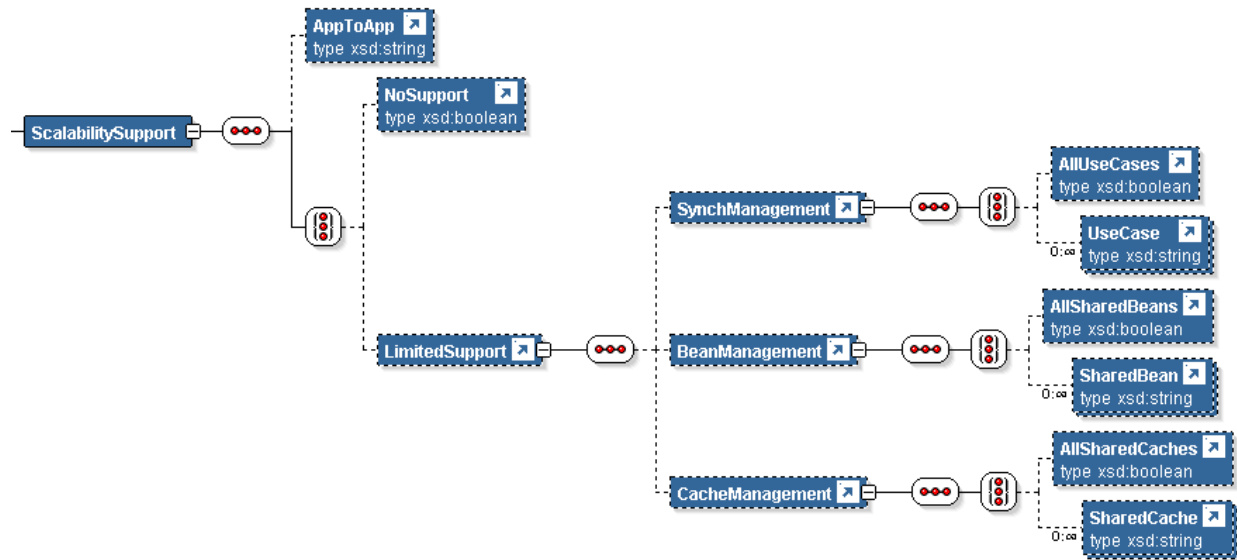 AppToApp
type xsd:string
NoSupport
type xsd:boolean
ScalabilitySupport
AllUseCases
type xsd:boolean
SynchManagement
UseCase
type xsd:string
0:∞
AllSharedBeans
type xsd:boolean
LimitedSupport
BeanManagement
SharedBean
type xsd:string
0:∞
AllSharedCaches
type xsd:boolean
CacheManagement
SharedCache
type xsd:string
0:∞